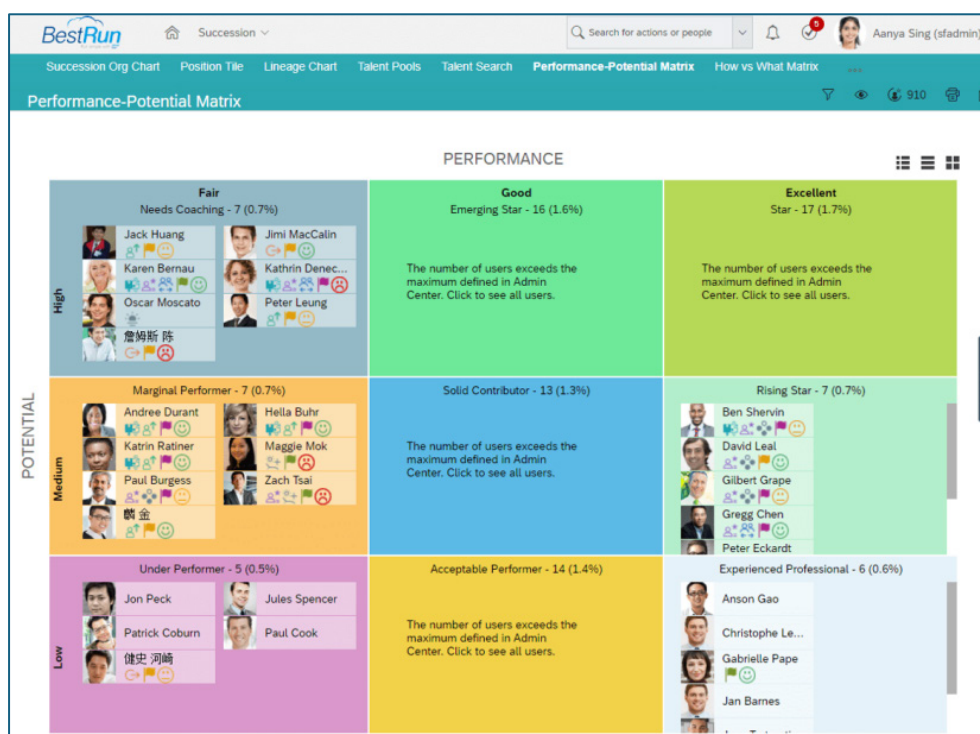 BestRun
Succession
Search for actions or people
5
Aanya Sing (sfadmin)
Succession Org Chart Position Tile Lineage Chart Talent Pools Talent Search Performance-Potential Matrix How vs What Matrix ...
Performance-Potential Matrix
910
PERFORMANCE
POTENTIAL
Fair
Needs Coaching - 7 (0.7%)
High
Jack Huang
Jimi MacCalin
Karen Bernau
Kathrin Denec...
Oscar Moscato
Peter Leung
詹姆斯 陈
Good
Emerging Star - 16 (1.6%)
The number of users exceeds the
maximum defined in Admin
Center. Click to see all users.
Excellent
Star - 17 (1.7%)
The number of users exceeds the
maximum defined in Admin
Center. Click to see all users.
Marginal Performer - 7 (0.7%)
Medium
Andree Durant
Hella Buhr
Katrin Ratiner
Maggie Mok
Paul Burgess
Zach Tsai
麟 金
Solid Contributor - 13 (1.3%)
The number of users exceeds the
maximum defined in Admin
Center. Click to see all users.
Rising Star - 7 (0.7%)
Ben Shervin
David Leal
Gilbert Grape
Gregg Chen
Peter Eckardt
Under Performer - 5 (0.5%)
Low
Jon Peck
Jules Spencer
Patrick Coburn
Paul Cook
健史 河崎
Acceptable Performer - 14 (1.4%)
The number of users exceeds the
maximum defined in Admin
Center. Click to see all users.
Experienced Professional - 6 (0.6%)
Anson Gao
Christophe Le...
Gabrielle Pape
Jan Barnes